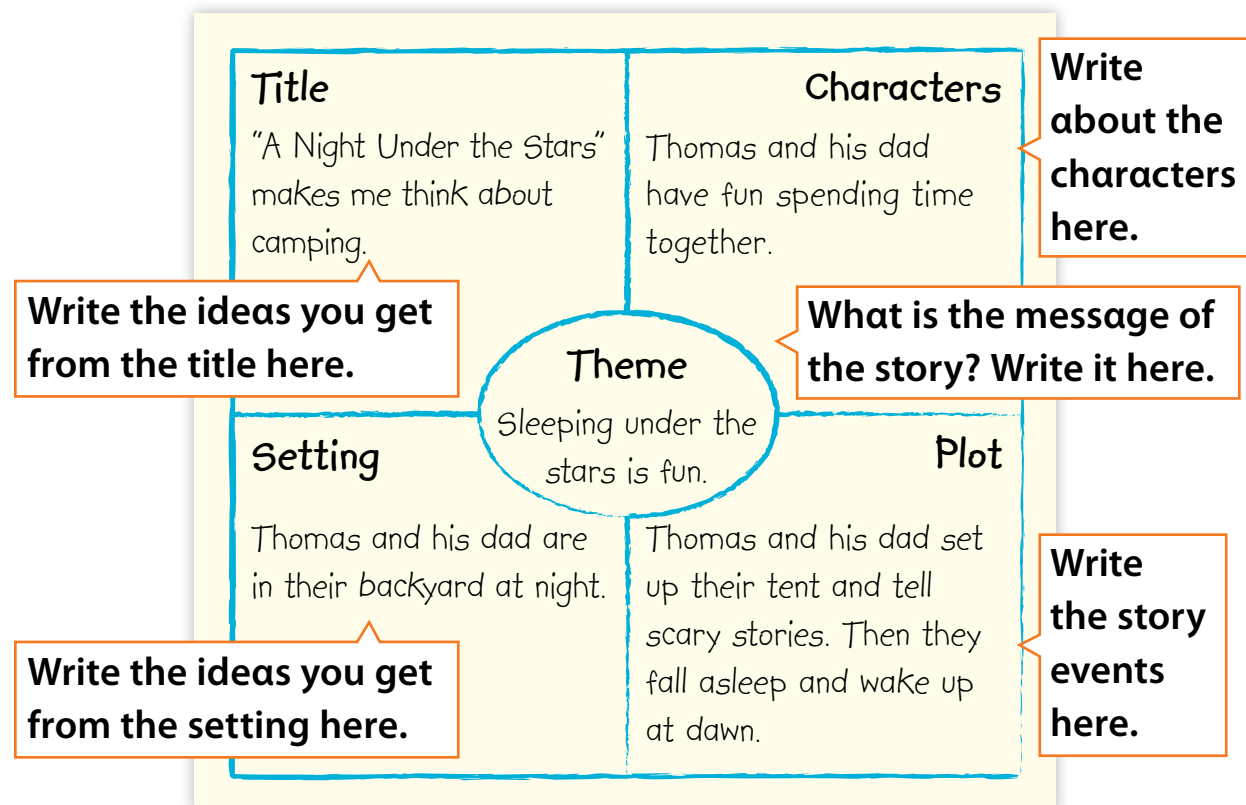 Title
"A Night Under the Stars"
makes me think about
camping.
Write the ideas you get
from the title here.
Characters
Thomas and his dad
have fun spending time
together.
Write
about the
characters
here.
Theme
Sleeping under the
stars is fun.
What is the message of
the story? Write it here.
Setting
Thomas and his dad are
in their backyard at night.
Write the ideas you get
from the setting here.
Plot
Thomas and his dad set
up their tent and tell
scary stories. Then they
fall asleep and wake up
at dawn.
Write
the story
events
here.